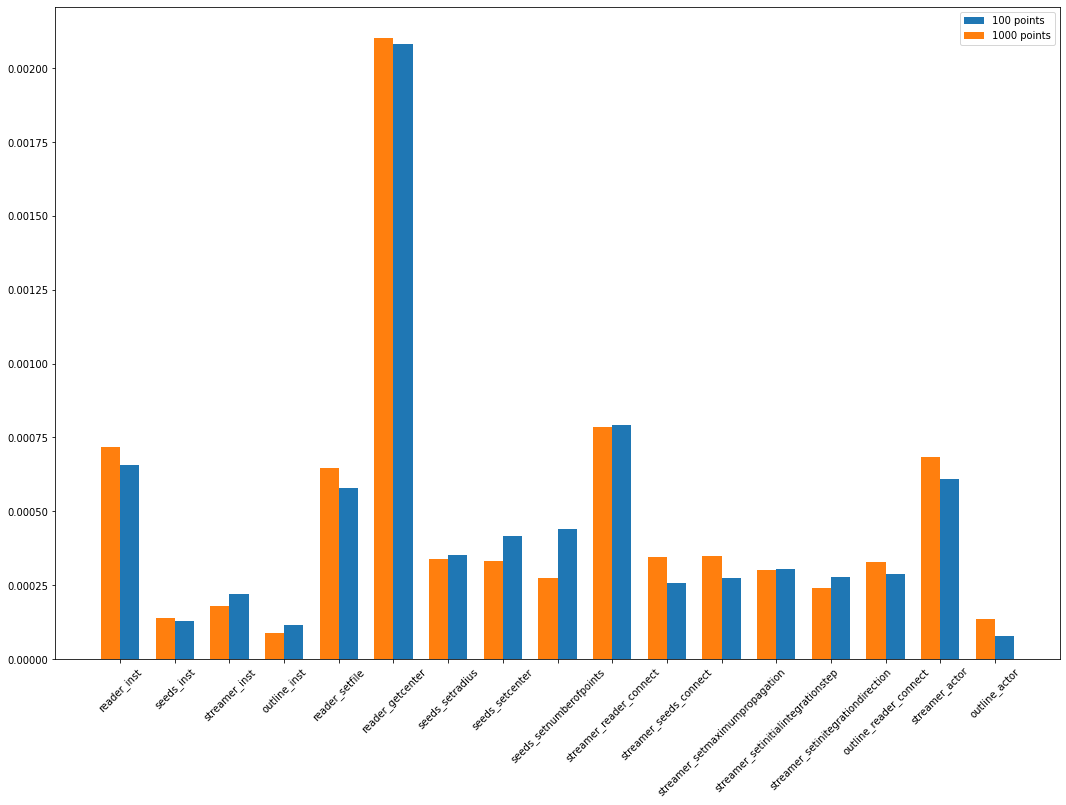 100 points
1000 points
0.00200
0.00175
0.00150
0.00125
0.00100
0.00075
0.00050
0.00025
0.00000
reader_inst
seeds_inst
streamer_inst
outline_inst
reader_setfile
reader_getcenter
seeds_setradius
seeds_setcenter
seeds_setnumberofpoints
streamer_reader_connect
streamer_seeds_connect
streamer_setmaximumpropagation
streamer_setinitialintegrationstep
streamer_setinitegrationdirection
outline_reader_connect
streamer_actor
outline_actor